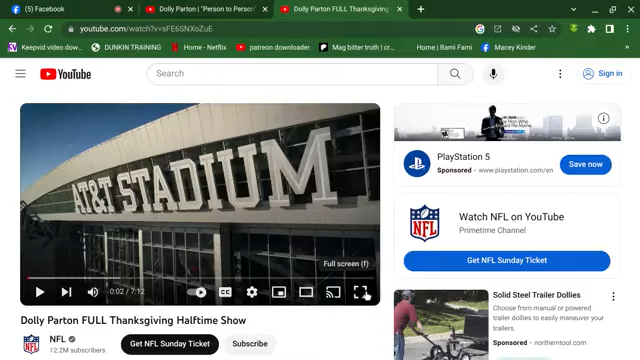 (5) Facebook
Dolly Parton | "Person to Person
Dolly Parton FULL Thanksgiving
youtube.com/watch?v=sFE6SNXoZuE
Keepvid video dow...
DUNKIN TRAINING
Home - Netflix
patreon downloader
Mag bitter truth | cr...
Home | Bami Fami
Macey Kinder
YouTube
Search
Sign in
AT&T STADIUM
Full screen (f)
0:02 / 7:12
CC
Dolly Parton FULL Thanksgiving Halftime Show
NFL
12.2M subscribers
Get NFL Sunday Ticket
Subscribe
PlayStation 5
Sponsored · www.playstation.com/en
Save now
NFL
Watch NFL on YouTube
Primetime Channel
Get NFL Sunday Ticket
Solid Steel Trailer Dollies
Choose from manual or powered
trailer dollies to easily maneuver your
trailers.
Sponsored · northerntool.com